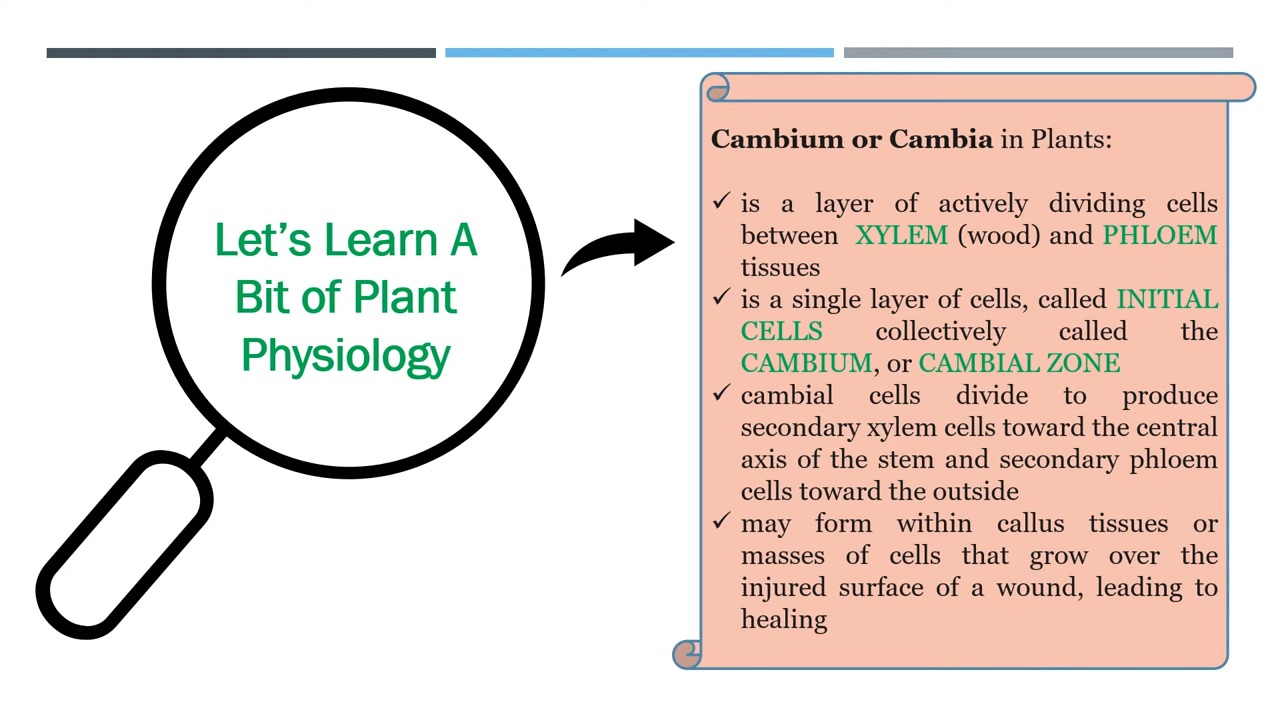 Let’s Learn A
Bit of Plant
Physiology
Cambium or Cambia in Plants:
✓ is a layer of actively dividing cells
between XYLEM (wood) and PHLOEM
tissues
✓ is a single layer of cells, called INITIAL
CELLS collectively called the
CAMBIUM, or CAMBIAL ZONE
✓ cambial cells divide to produce
secondary xylem cells toward the central
axis of the stem and secondary phloem
cells toward the outside
✓ may form within callus tissues or
masses of cells that grow over the
injured surface of a wound, leading to
healing